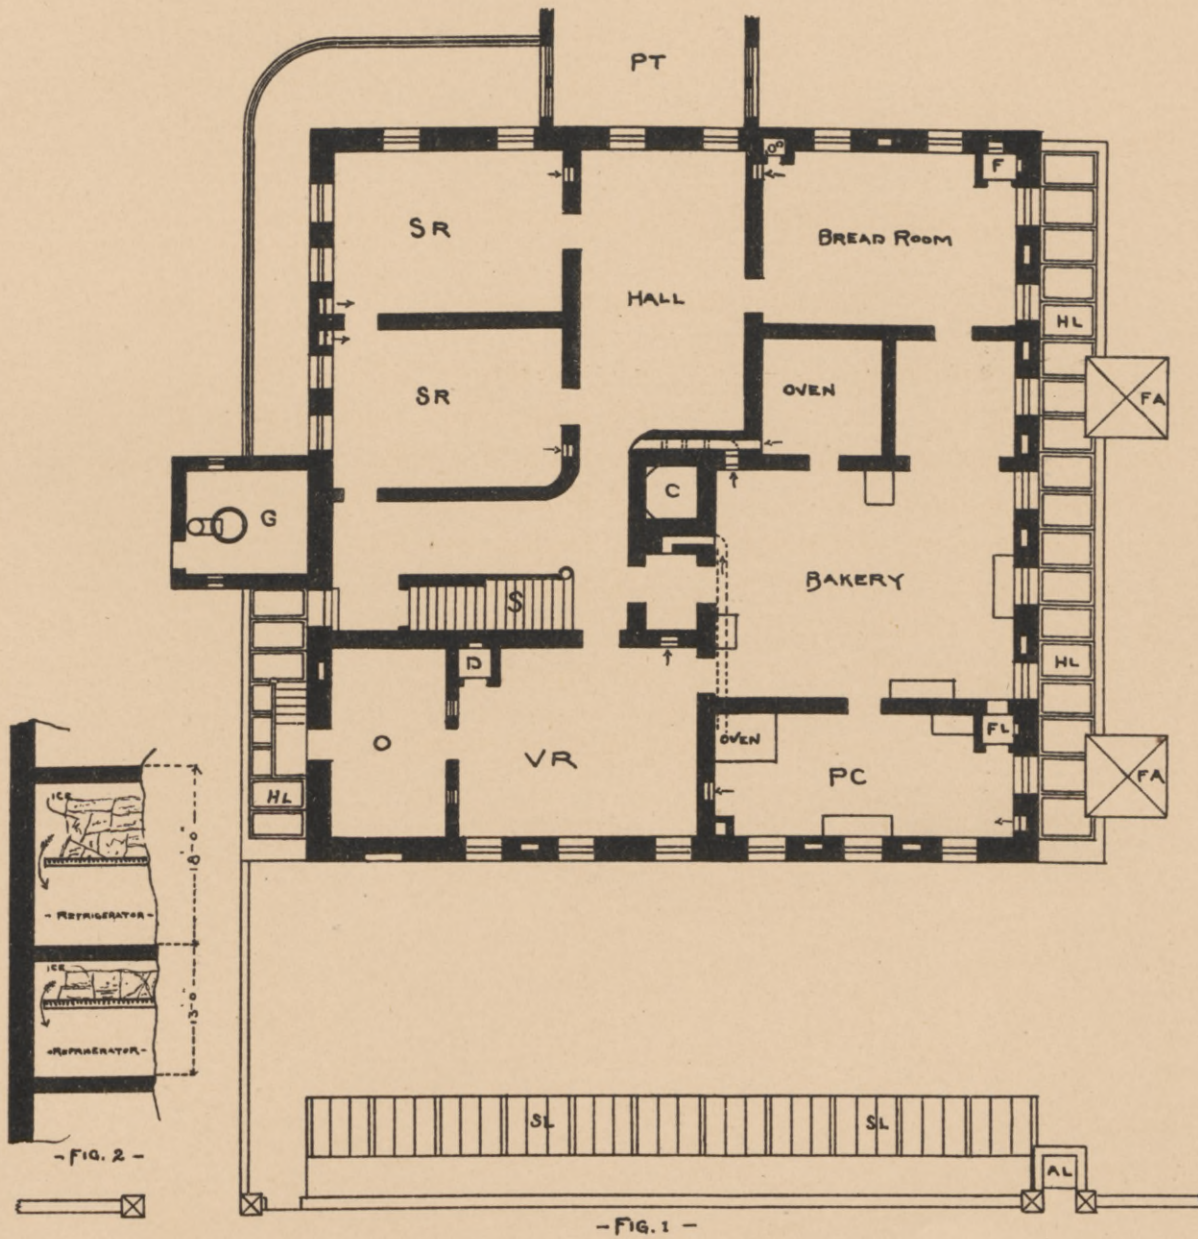 PT
F
SR
BREAD ROOM
HALL
HL
SR
OVEN
FA
C
G
BAKERY
S
HL
D
O
VR
OVEN
FL
PC
FA
HL
ICE
18'-0"
- REFRIGERATOR -
ICE
13'-0"
- REFRIGERATOR -
SL
SL
- FIG. 2 -
AL
- FIG. 1 -